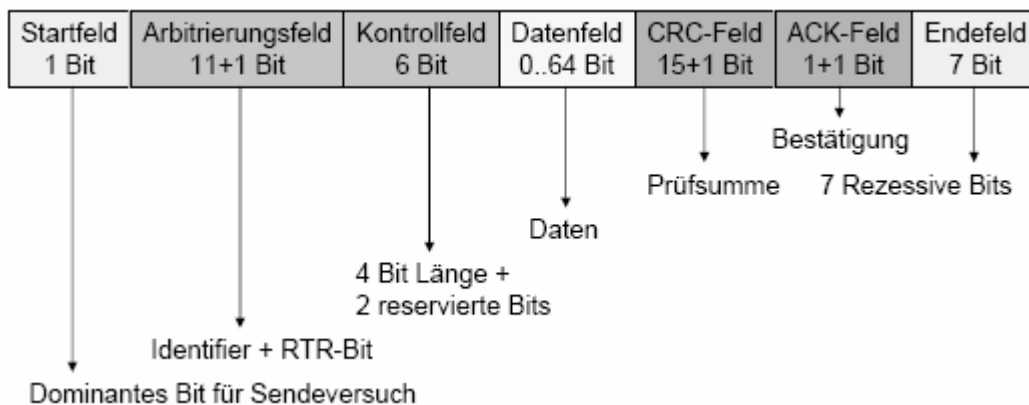 Startfeld
1 Bit
Arbitrierungsfeld
11+1 Bit
Kontrollfeld
6 Bit
Datenfeld
0..64 Bit
CRC-Feld
15+1 Bit
ACK-Feld
1+1 Bit
Endefeld
7 Bit
Bestätigung
Prüfsumme
7 Rezessive Bits
Daten
4 Bit Länge +
2 reservierte Bits
Identifier + RTR-Bit
Dominantes Bit für Sendeversuch